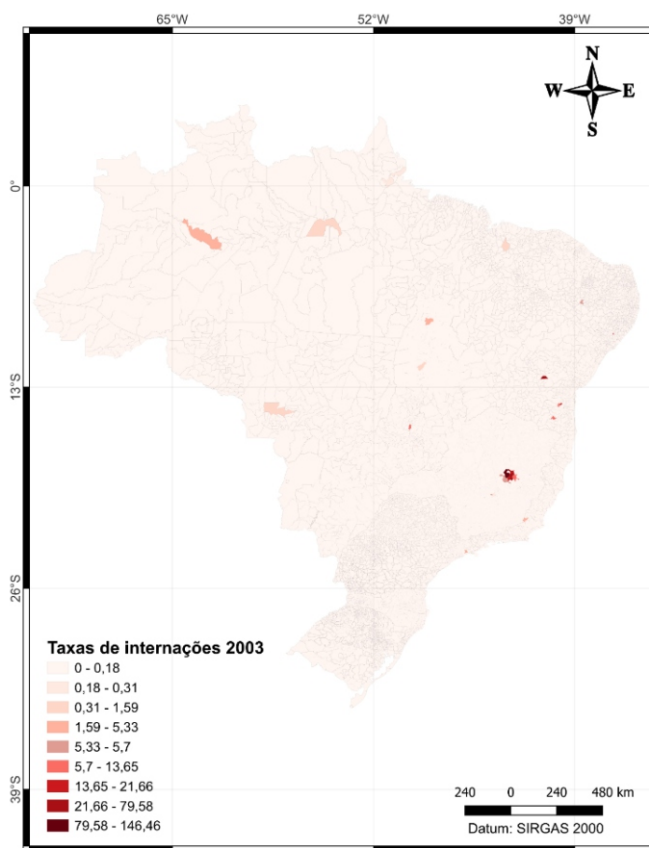 65°W 52°W 39°W
N
W E
S
0°
13°S
26°S
39°S
Taxas de internações 2003
0 - 0,18
0,18 - 0,31
0,31 - 1,59
1,59 - 5,33
5,33 - 5,7
5,7 - 13,65
13,65 - 21,66
21,66 - 79,58
79,58 - 146,46
240 0 240 480 km
Datum: SIRGAS 2000